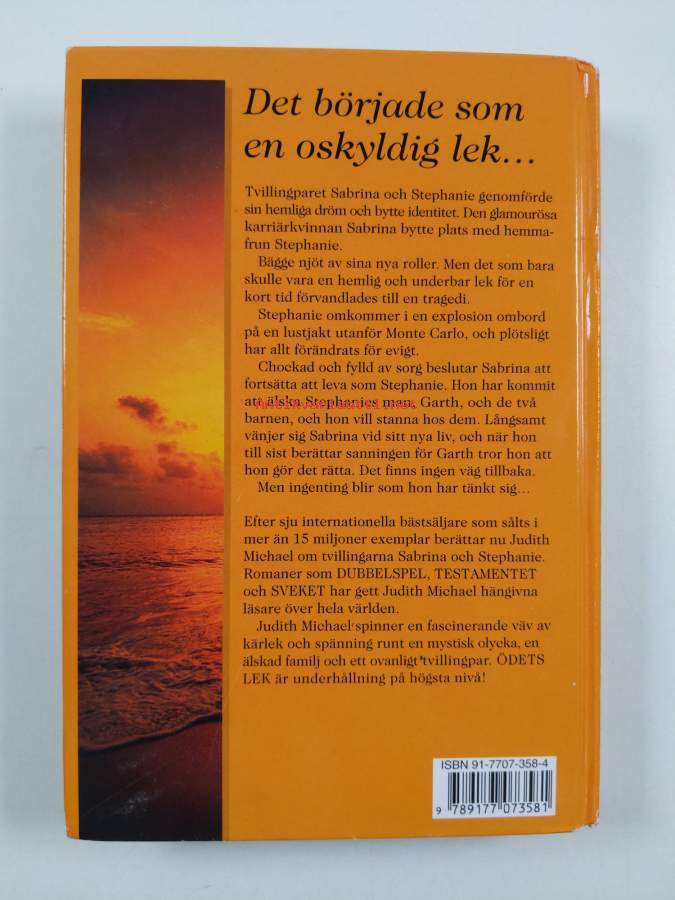 Det började som
en oskyldig lek...
Tvillingparet Sabrina och Stephanie genomförde
sin hemliga dröm och bytte identitet. Den glamourösa
karriärkvinnan Sabrina bytte plats med hemma-
frun Stephanie.
Bägge njöt av sina nya roller. Men det som bara
skulle vara en hemlig och underbar lek för en
kort tid förvandlades till en tragedi.
Stephanie omkommer i en explosion ombord
på en lustjakt utanför Monte Carlo, och plötsligt
har allt förändrats för evigt.
Chockad och fylld av sorg beslutar Sabrina att
fortsätta att leva som Stephanie. Hon har kommit
att älska Stephanies man, Garth, och de två
barnen, och hon vill stanna hos dem. Långsamt
vänjer sig Sabrina vid sitt nya liv, och när hon
till sist berättar sanningen för Garth tror hon att
hon gör det rätta. Det finns ingen väg tillbaka.
Men ingenting blir som hon har tänkt sig...
Efter sju internationella bästsäljare som sålts i
mer än 15 miljoner exemplar berättar nu Judith
Michael om tvillingarna Sabrina och Stephanie.
Romaner som DUBBELSPEL, TESTAMENTET
och SVEKET har gett Judith Michael hängivna
läsare över hela världen.
Judith Michael spinner en fascinerande väv av
kärlek och spänning runt en mystisk olycka, en
älskad familj och ett ovanligt tvillingpar. ÖDETS
LEK är underhållning på högsta nivå!
ISBN 91-7707-358-4
9 789177 073581